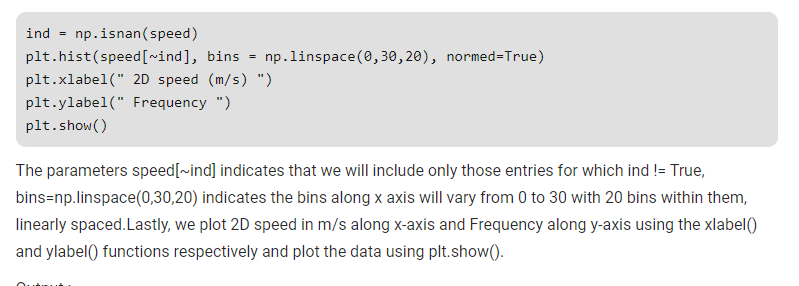 ind = np.isnan(speed)
plt.hist(speed[~ind], bins = np.linspace(0,30,20), normed=True)
plt.xlabel(" 2D speed (m/s) ")
plt.ylabel(" Frequency ")
plt.show()
The parameters speed[~ind] indicates that we will include only those entries for which ind != True,
bins=np.linspace(0,30,20) indicates the bins along x axis will vary from 0 to 30 with 20 bins within them,
linearly spaced.Lastly, we plot 2D speed in m/s along x-axis and Frequency along y-axis using the xlabel()
and ylabel() functions respectively and plot the data using plt.show().